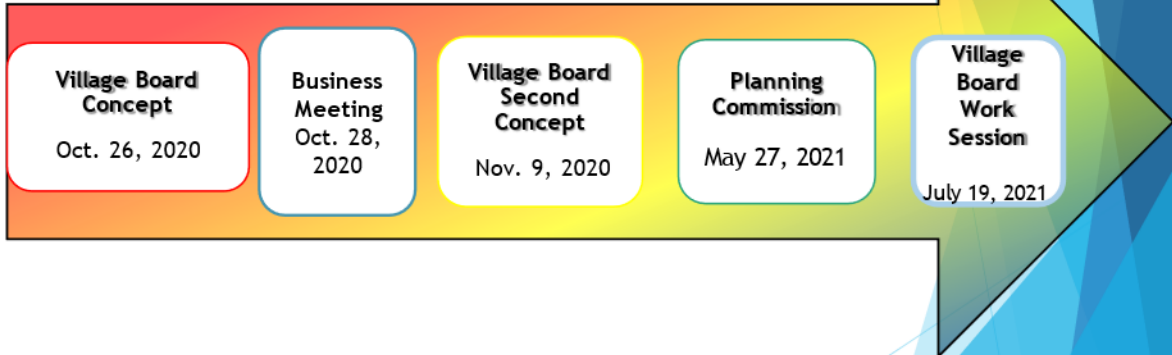 Village Board
Concept
Oct. 26, 2020
Business
Meeting
Oct. 28,
2020
Village Board
Second
Concept
Nov. 9, 2020
Planning
Commission
May 27, 2021
Village
Board
Work
Session
July 19, 2021